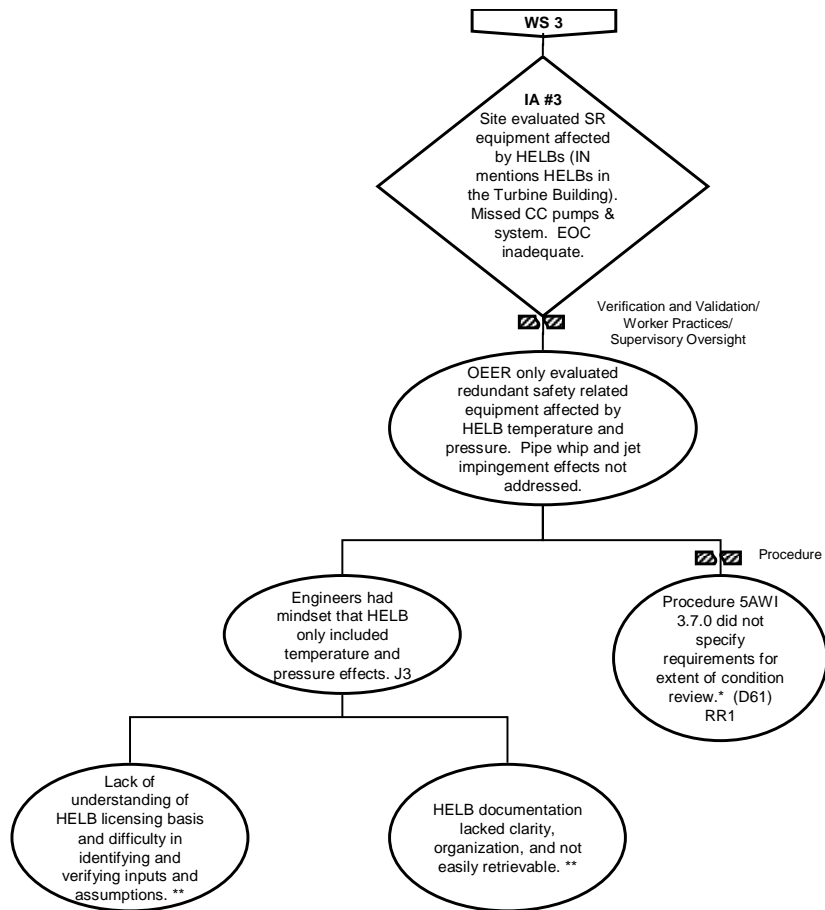 WS 3
IA #3
Site evaluated SR
equipment affected
by HELBs (IN
mentions HELBs in
the Turbine Building).
Missed CC pumps &
system.  EOC
inadequate.
Verification and Validation/
Worker Practices/
Supervisory Oversight
OEER only evaluated
redundant safety related
equipment affected by
HELB temperature and
pressure.  Pipe whip and jet
impingement effects not
addressed.
Procedure
Engineers had
mindset that HELB
only included
temperature and
pressure effects. J3
Procedure 5AWI
3.7.0 did not
specify
requirements for
extent of condition
review.*  (D61)
RR1
Lack of
understanding of
HELB licensing basis
and difficulty in
identifying and
verifying inputs and
assumptions. **
HELB documentation
lacked clarity,
organization, and not
easily retrievable. **